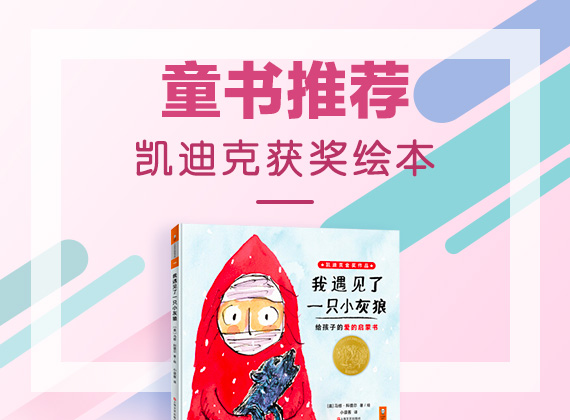 童书推荐
凯迪克获奖绘本
凯迪克金奖作品
我遇见了
一只小灰狼
给孩子的爱的启蒙书
我遇见了一只小灰狼